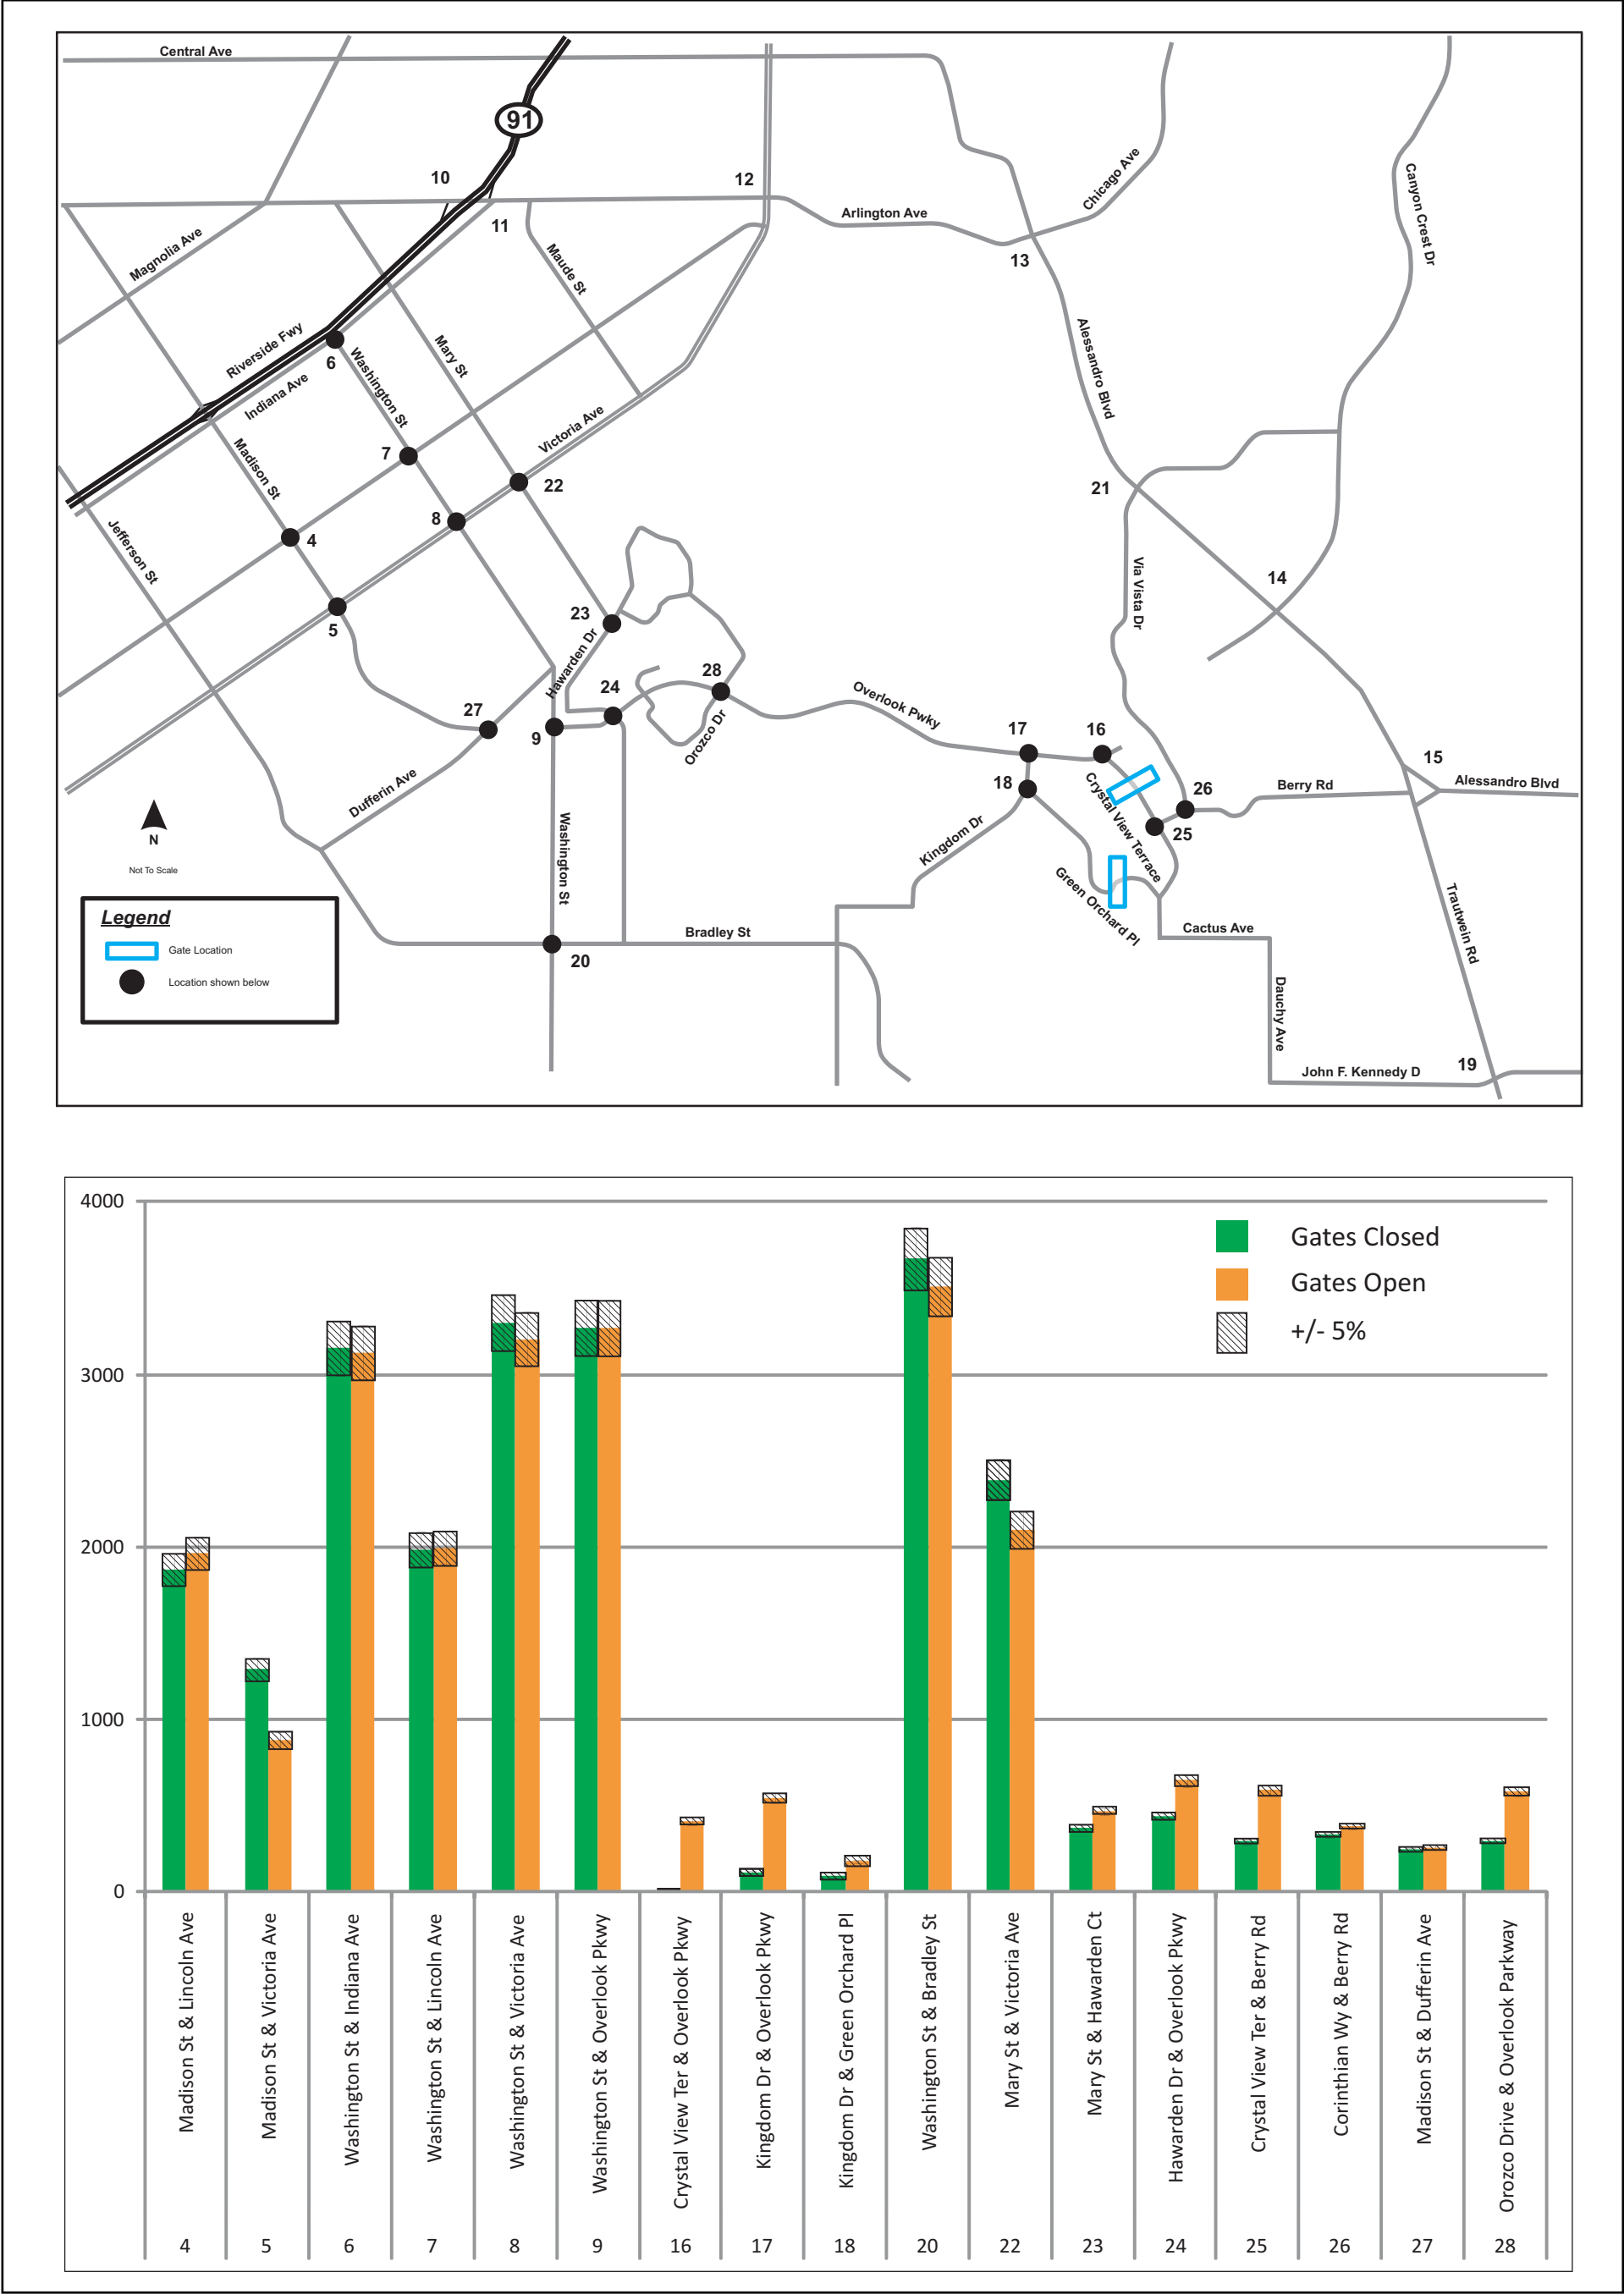 Central Ave
91
10
12
Arlington Ave
Chicago Ave
Canyon Crest Dr
Magnolia Ave
11
Maude St
13
Riverside Fwy
6
Indiana Ave
Washington St
Mary St
Alessandro Blvd
Madison St
7
Victoria Ave
22
21
8
4
Jefferson St
Via Vista Dr
14
5
23
Hawarden Dr
24
28
27
9
Orozco Dr
Overlook Pwky
17
16
15
18
Crystal View Terrace
26
Berry Rd
Alessandro Blvd
25
Dufferin Ave
N
Not To Scale
Washington St
Kingdom Dr
Green Orchard Pl
Trautwein Rd
Legend
Gate Location
Location shown below
Bradley St
20
Cactus Ave
Dauchy Ave
John F. Kennedy D
19
4000
3000
2000
1000
0
Gates Closed
Gates Open
+/- 5%
Madison St & Lincoln Ave
Madison St & Victoria Ave
Washington St & Indiana Ave
Washington St & Lincoln Ave
Washington St & Victoria Ave
Washington St & Overlook Pkwy
Crystal View Ter & Overlook Pkwy
Kingdom Dr & Overlook Pkwy
Kingdom Dr & Green Orchard Pl
Washington St & Bradley St
Mary St & Victoria Ave
Mary St & Hawarden Ct
Hawarden Dr & Overlook Pkwy
Crystal View Ter & Berry Rd
Corinthian Wy & Berry Rd
Madison St & Dufferin Ave
Orozco Drive & Overlook Parkway
4 5 6 7 8 9 16 17 18 20 22 23 24 25 26 27 28